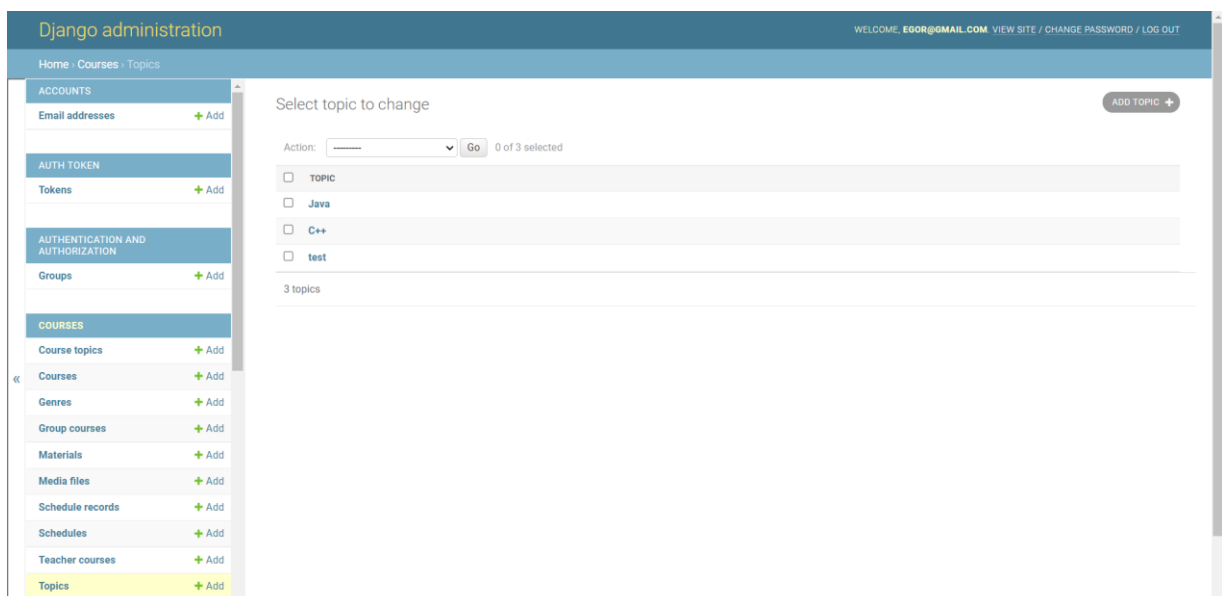 Django administration
WELCOME, EGOR@GMAIL.COM. VIEW SITE / CHANGE PASSWORD / LOG OUT
Home › Courses › Topics
ACCOUNTS
Email addresses + Add
AUTH TOKEN
Tokens + Add
AUTHENTICATION AND
AUTHORIZATION
Groups + Add
COURSES
Course topics + Add
« Courses + Add
Genres + Add
Group courses + Add
Materials + Add
Media files + Add
Schedule records + Add
Schedules + Add
Teacher courses + Add
Topics + Add
Select topic to change
ADD TOPIC +
Action: --------- Go 0 of 3 selected
TOPIC
Java
C++
test
3 topics